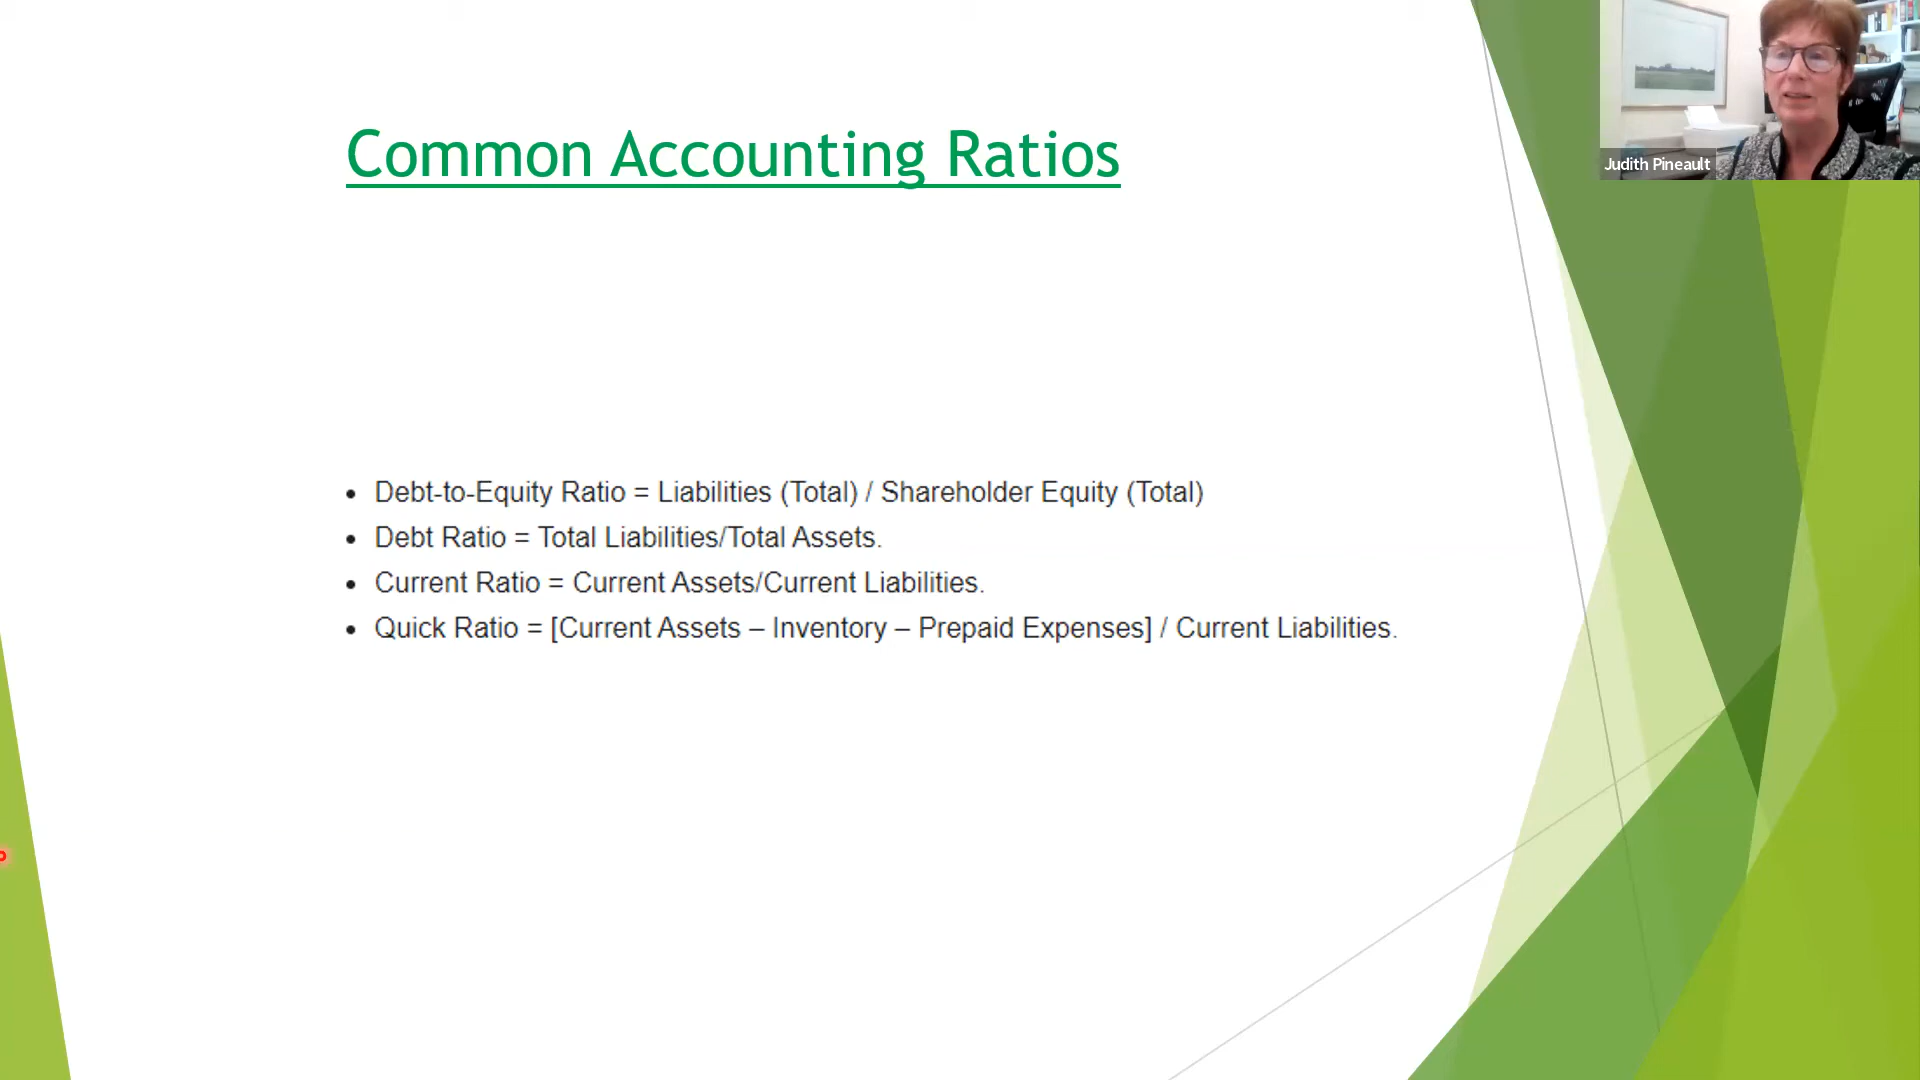 Common Accounting Ratios
Judith Pineault
• Debt-to-Equity Ratio = Liabilities (Total) / Shareholder Equity (Total)
• Debt Ratio = Total Liabilities/Total Assets.
• Current Ratio = Current Assets/Current Liabilities.
• Quick Ratio = [Current Assets – Inventory – Prepaid Expenses] / Current Liabilities.